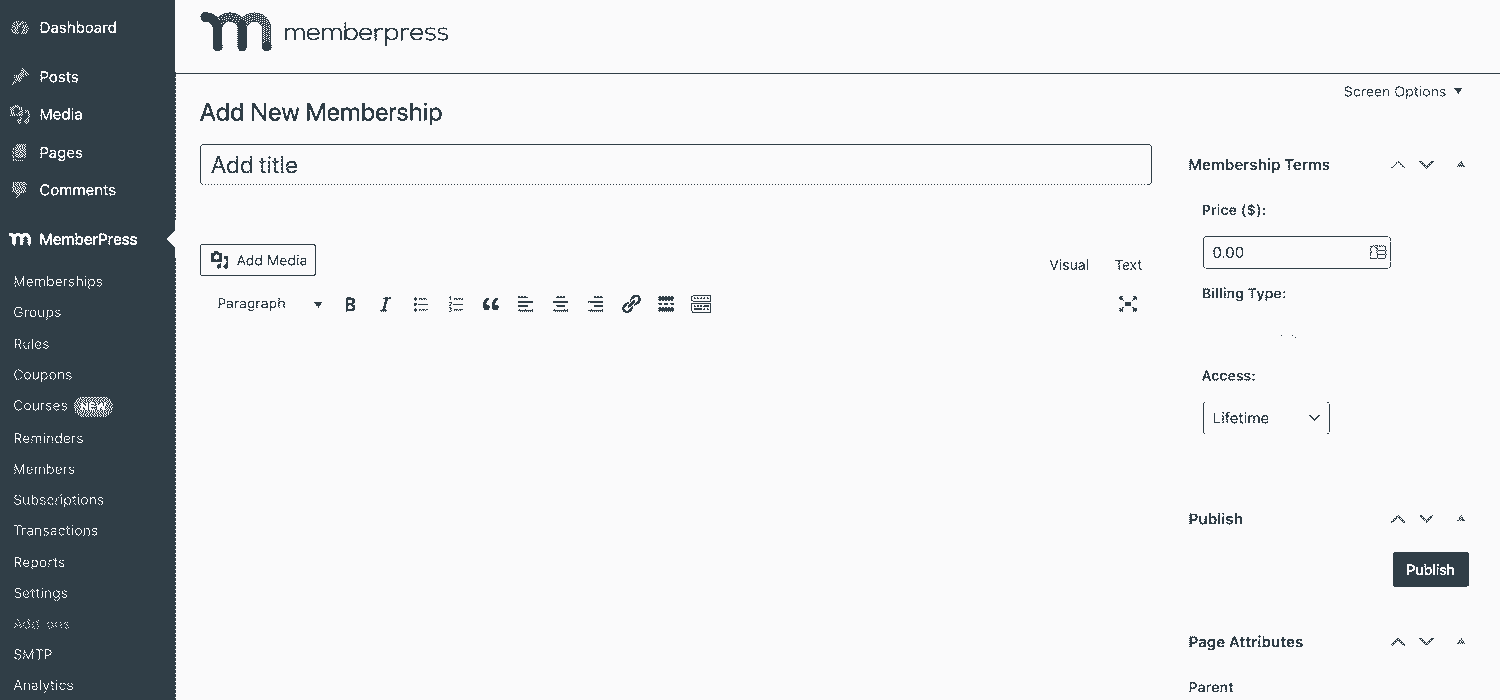 Dashboard
Posts
Media
Pages
Comments
MemberPress
Memberships
Groups
Rules
Coupons
Courses NEW
Reminders
Members
Subscriptions
Transactions
Reports
Settings
Add-ons
SMTP
Analytics
m memberpress
Screen Options
Add New Membership
Add title
Add Media
Visual Text
Paragraph
Membership Terms
Price ($):
0.00
Billing Type:
Access:
Lifetime
Publish
Publish
Page Attributes
Parent